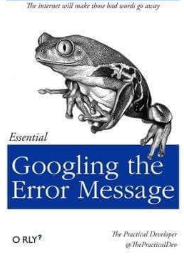 The internet will make those bad words go away
Essential
Googling the
Error Message
O RLY?
The Practical Developer
@ThePracticalDev